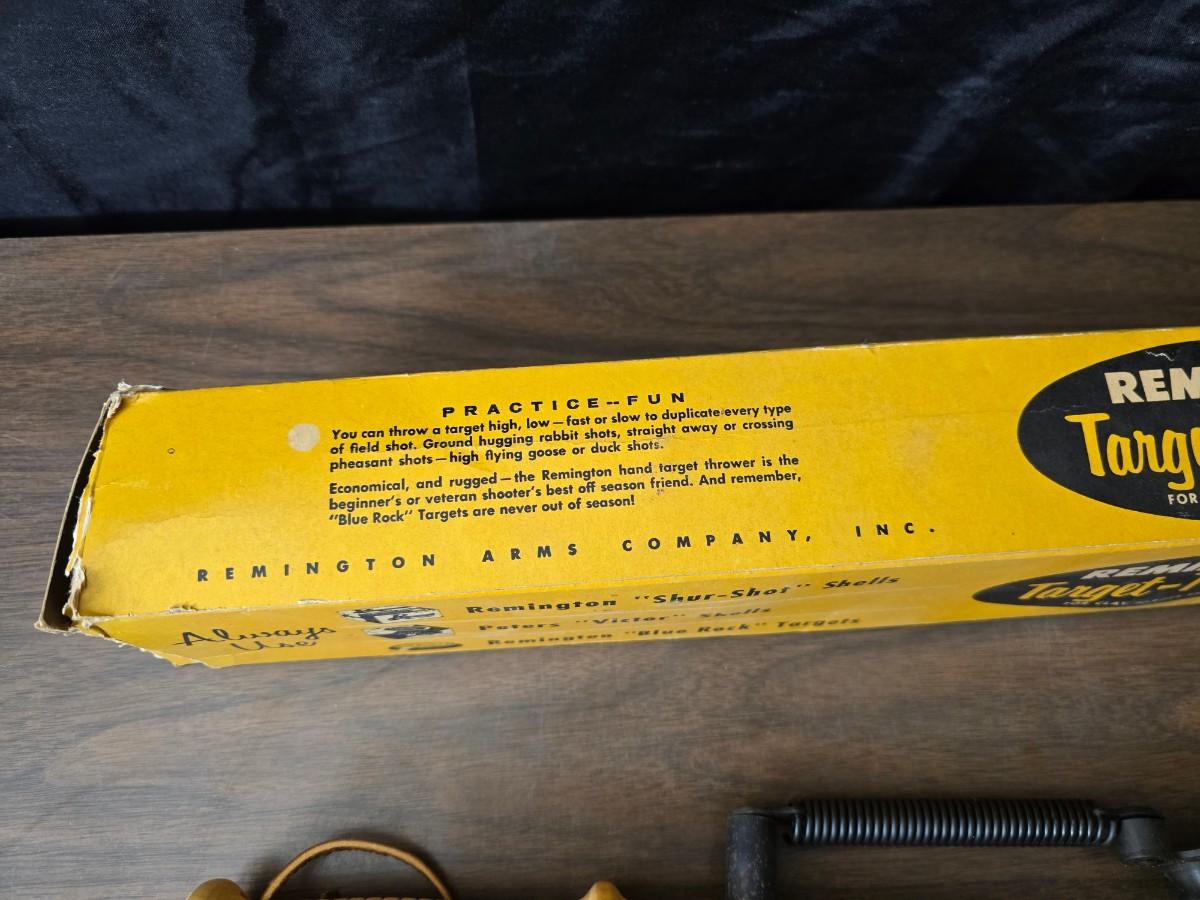 PRACTICE--FUN
You can throw a target high, low—fast or slow to duplicate every type
of field shot. Ground hugging rabbit shots, straight away or crossing
pheasant shots—high flying goose or duck shots.
Economical, and rugged—the Remington hand target thrower is the
beginner's or veteran shooter's best off season friend. And remember,
"Blue Rock" Targets are never out of season!
REMINGTON ARMS COMPANY, INC.
REM
Targ
FOR
Always
Use
Remington "Shur-Shot" Shells
Peters "Victor" Shells
Remington "Blue Rock" Targets
REM
Target-
FOR CLAY